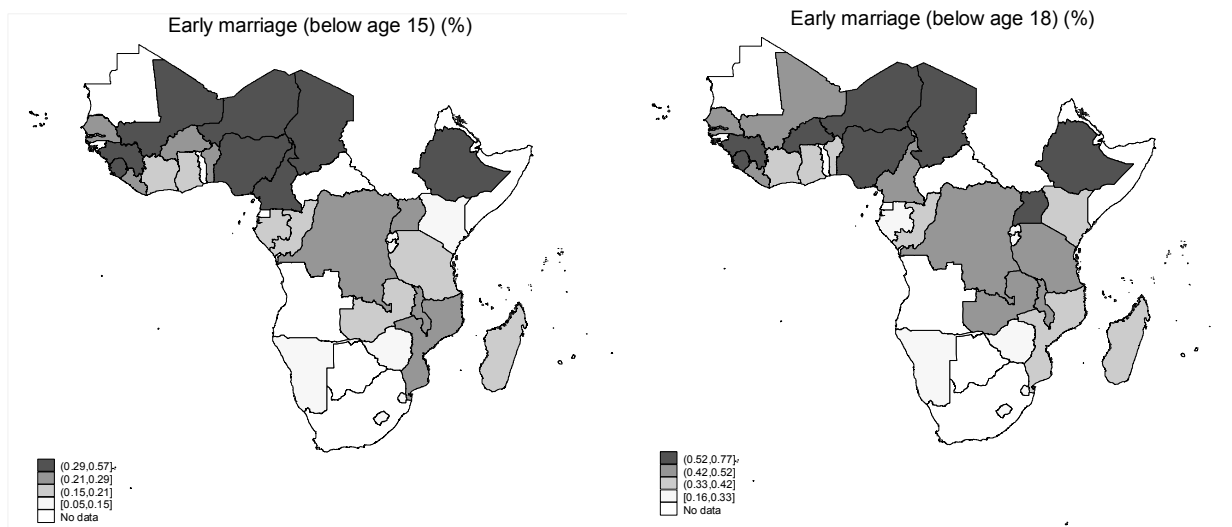 Early marriage (below age 15) (%)
(0.29,0.57]
(0.21,0.29]
(0.15,0.21]
[0.05,0.15]
No data
Early marriage (below age 18) (%)
(0.52,0.77]
(0.42,0.52]
(0.33,0.42]
[0.16,0.33]
No data